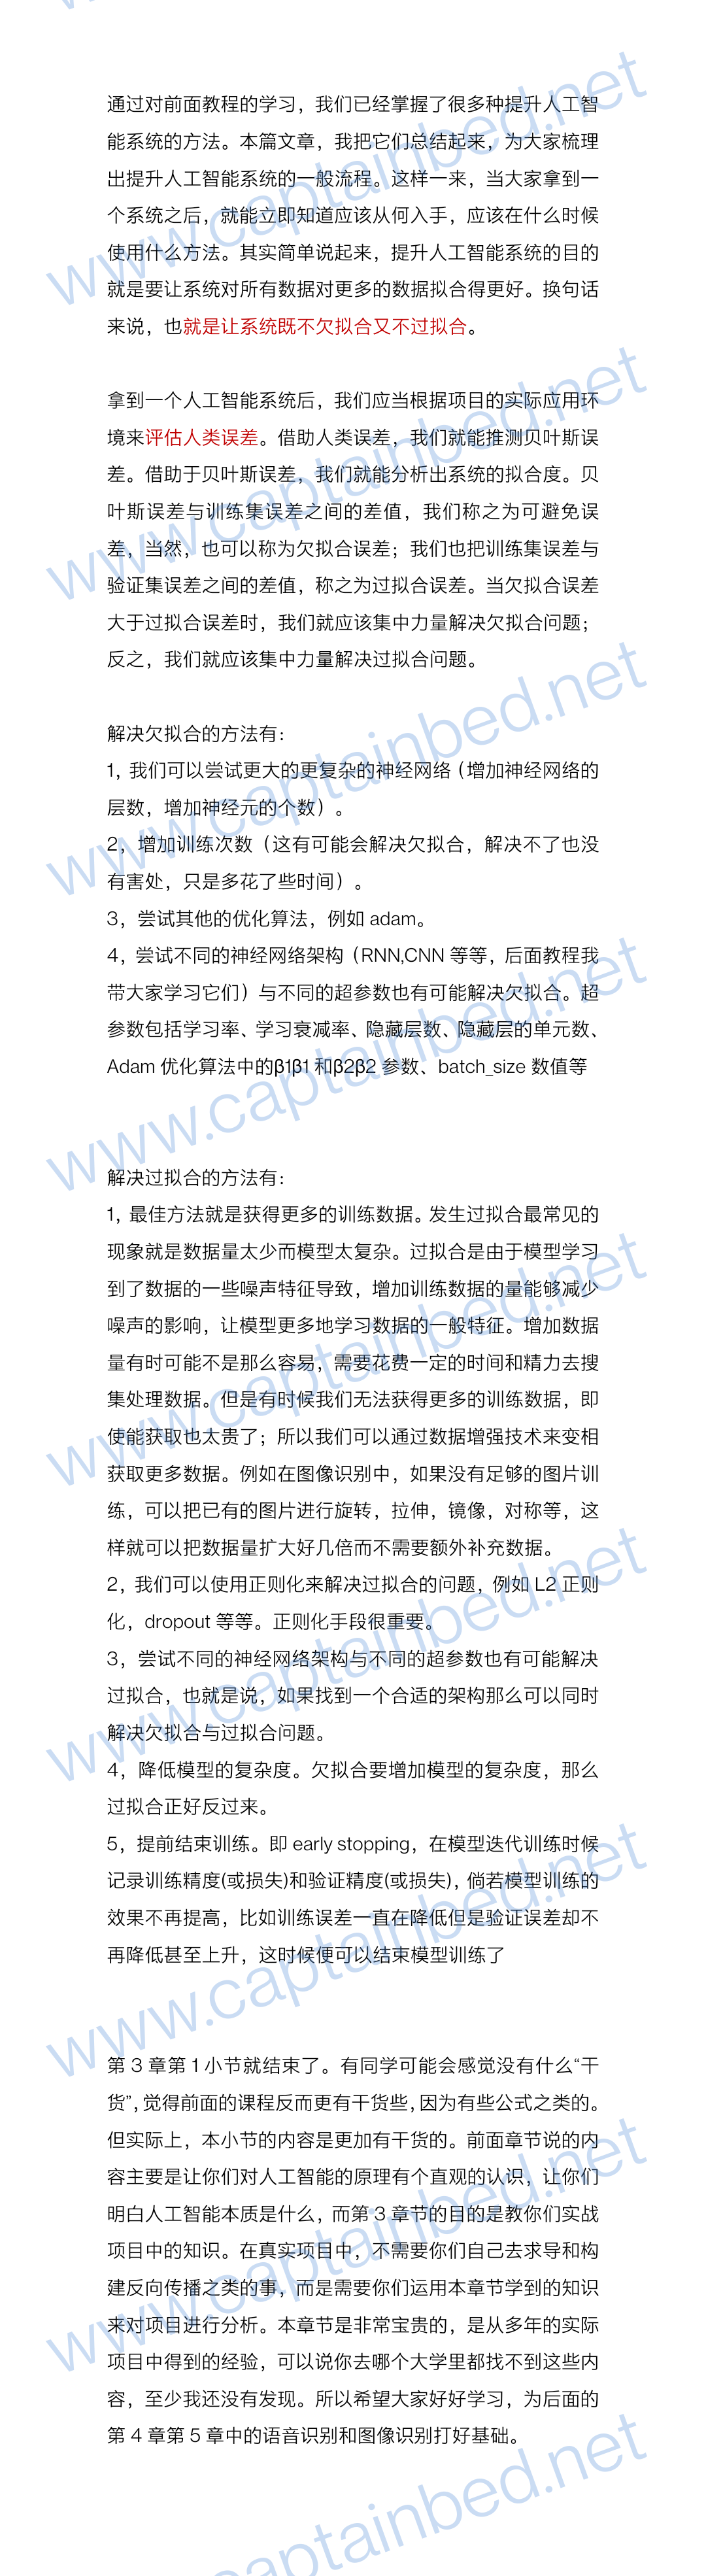 通过对前面教程的学习，我们已经掌握了很多种提升人工智
能系统的方法。本篇文章，我把它们总结起来，为大家梳理
出提升人工智能系统的一般流程。这样一来，当大家拿到一
个系统之后，就能立即知道应该从何入手，应该在什么时候
使用什么方法。其实简单说起来，提升人工智能系统的目的
就是要让系统对所有数据对更多的数据拟合得更好。换句话
来说，也就是让系统既不欠拟合又不过拟合。
拿到一个人工智能系统后，我们应当根据项目的实际应用环
境来评估人类误差。借助人类误差，我们就能推测贝叶斯误
差。借助于贝叶斯误差，我们就能分析出系统的拟合度。贝
叶斯误差与训练集误差之间的差值，我们称之为可避免误
差，当然，也可以称为欠拟合误差；我们也把训练集误差与
验证集误差之间的差值，称之为过拟合误差。当欠拟合误差
大于过拟合误差时，我们就应该集中力量解决欠拟合问题；
反之，我们就应该集中力量解决过拟合问题。
解决欠拟合的方法有：
1，我们可以尝试更大的更复杂的神经网络（增加神经网络的
层数，增加神经元的个数）。
2，增加训练次数（这有可能会解决欠拟合，解决不了也没
有害处，只是多花了些时间）。
3，尝试其他的优化算法，例如 adam。
4，尝试不同的神经网络架构（RNN,CNN 等等，后面教程我
带大家学习它们）与不同的超参数也有可能解决欠拟合。超
参数包括学习率、学习衰减率、隐藏层数、隐藏层的单元数、
Adam 优化算法中的β1β1 和β2β2 参数、batch_size 数值等
解决过拟合的方法有：
1，最佳方法就是获得更多的训练数据。发生过拟合最常见的
现象就是数据量太少而模型太复杂。过拟合是由于模型学习
到了数据的一些噪声特征导致，增加训练数据的量能够减少
噪声的影响，让模型更多地学习数据的一般特征。增加数据
量有时可能不是那么容易，需要花费一定的时间和精力去搜
集处理数据。但是有时候我们无法获得更多的训练数据，即
使能获取也太贵了；所以我们可以通过数据增强技术来变相
获取更多数据。例如在图像识别中，如果没有足够的图片训
练，可以把已有的图片进行旋转，拉伸，镜像，对称等，这
样就可以把数据量扩大好几倍而不需要额外补充数据。
2，我们可以使用正则化来解决过拟合的问题，例如 L2 正则
化，dropout 等等。正则化手段很重要。
3，尝试不同的神经网络架构与不同的超参数也有可能解决
过拟合，也就是说，如果找到一个合适的架构那么可以同时
解决欠拟合与过拟合问题。
4，降低模型的复杂度。欠拟合要增加模型的复杂度，那么
过拟合正好反过来。
5，提前结束训练。即 early stopping，在模型迭代训练时候
记录训练精度(或损失)和验证精度(或损失)，倘若模型训练的
效果不再提高，比如训练误差一直在降低但是验证误差却不
再降低甚至上升，这时候便可以结束模型训练了
第 3 章第 1 小节就结束了。有同学可能会感觉没有什么“干
货”，觉得前面的课程反而更有干货些，因为有些公式之类的。
但实际上，本小节的内容是更加有干货的。前面章节说的内
容主要是让你们对人工智能的原理有个直观的认识，让你们
明白人工智能本质是什么，而第 3 章节的目的是教你们实战
项目中的知识。在真实项目中，不需要你们自己去求导和构
建反向传播之类的事，而是需要你们运用本章节学到的知识
来对项目进行分析。本章节是非常宝贵的，是从多年的实际
项目中得到的经验，可以说你去哪个大学里都找不到这些内
容，至少我还没有发现。所以希望大家好好学习，为后面的
第 4 章第 5 章中的语音识别和图像识别打好基础。
www.captainbed.net
www.captainbed.net
www.captainbed.net
www.captainbed.net
www.captainbed.net
www.captainbed.net
www.captainbed.net
www.captainbed.net
captainbed.net